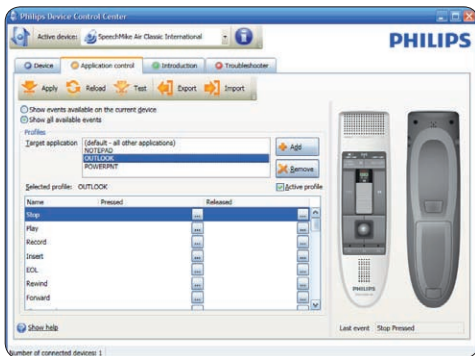 Philips Device Control Center
Active device: SpeechMike Air Classic International
PHILIPS
Device Application control Introduction Troubleshooter
Apply Reload Test Export Import
Show events available on the current device
Show all available events
Profiles
Target application (default - all other applications)
NOTEPAD
OUTLOOK
POWERPNT
Add
Remove
Selected profile: OUTLOOK
Active profile
Name Pressed Released
Stop ... ...
Play ... ...
Record ... ...
Insert ... ...
EOL ... ...
Rewind ... ...
Forward ... ...
PHILIPS
Show help
Last event Stop Pressed
Number of connected devices: 1